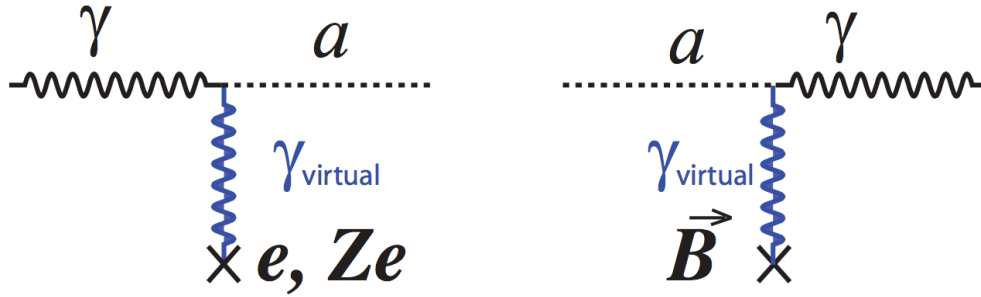 γ a a γ
γvirtual γvirtual
e, Ze B⃗